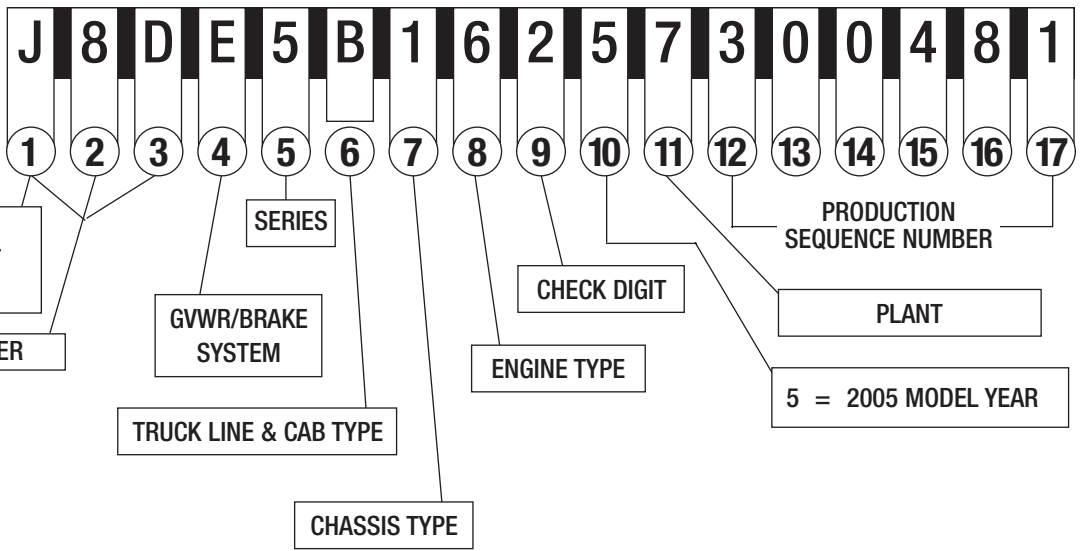 J 8 D E 5 B 1 6 2 5 7 3 0 0 4 8 1
1 2 3 4 5 6 7 8 9 10 11 12 13 14 15 16 17
SERIES
PRODUCTION
SEQUENCE NUMBER
CHECK DIGIT
PLANT
GVWR/BRAKE
SYSTEM
ER
ENGINE TYPE
5 = 2005 MODEL YEAR
TRUCK LINE & CAB TYPE
CHASSIS TYPE